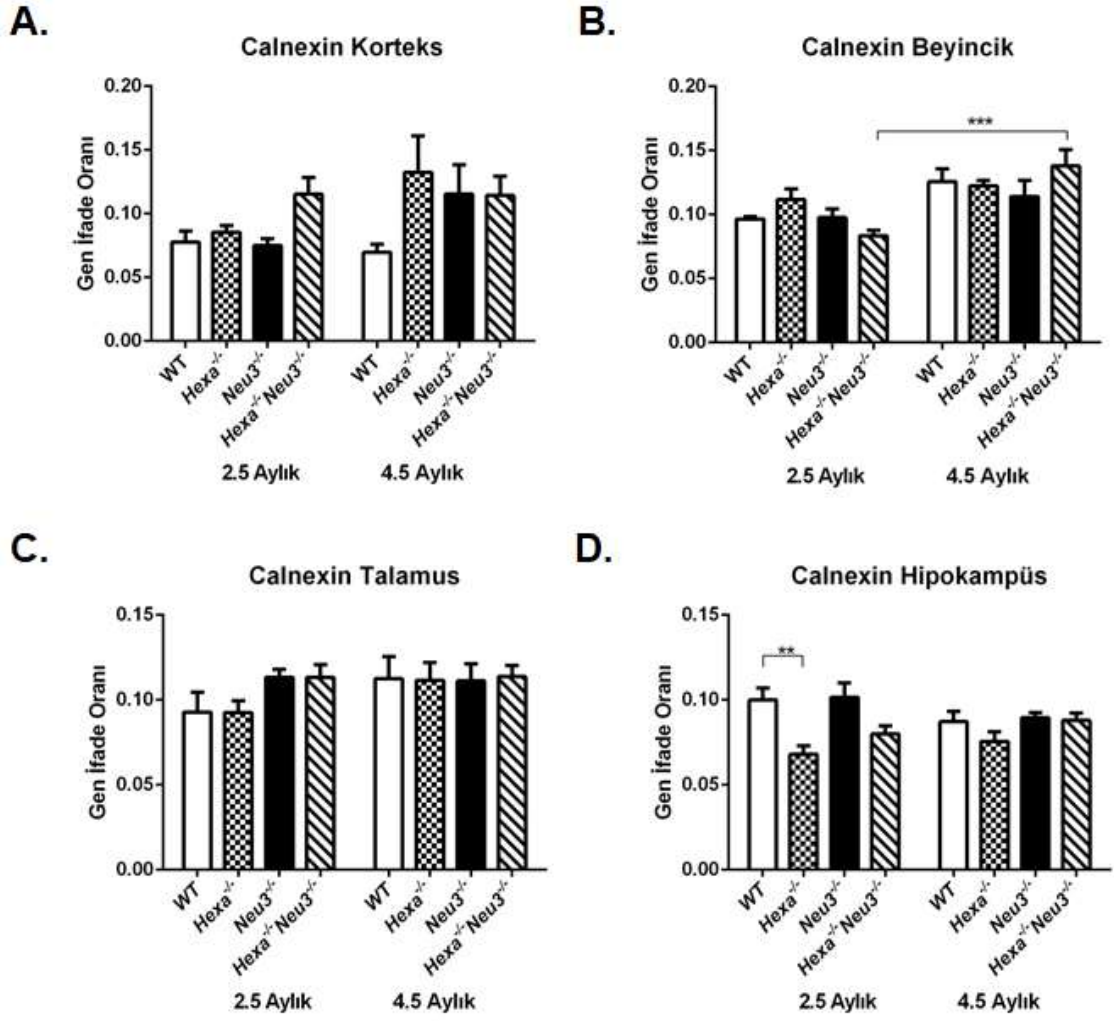 A.
Calnexin Korteks
Gen İfade Oranı
0.20
0.15
0.10
0.05
0.00
WT
Hexa-/-
Neu3-/-
Hexa-/-Neu3-/-
WT
Hexa-/-
Neu3-/-
Hexa-/-Neu3-/-
2.5 Aylık
4.5 Aylık
B.
Calnexin Beyincik
Gen İfade Oranı
0.20
0.15
0.10
0.05
0.00
***
WT
Hexa-/-
Neu3-/-
Hexa-/-Neu3-/-
WT
Hexa-/-
Neu3-/-
Hexa-/-Neu3-/-
2.5 Aylık
4.5 Aylık
C.
Calnexin Talamus
Gen İfade Oranı
0.15
0.10
0.05
0.00
WT
Hexa-/-
Neu3-/-
Hexa-/-Neu3-/-
WT
Hexa-/-
Neu3-/-
Hexa-/-Neu3-/-
2.5 Aylık
4.5 Aylık
D.
Calnexin Hipokampüs
Gen İfade Oranı
0.15
0.10
0.05
0.00
**
WT
Hexa-/-
Neu3-/-
Hexa-/-Neu3-/-
WT
Hexa-/-
Neu3-/-
Hexa-/-Neu3-/-
2.5 Aylık
4.5 Aylık